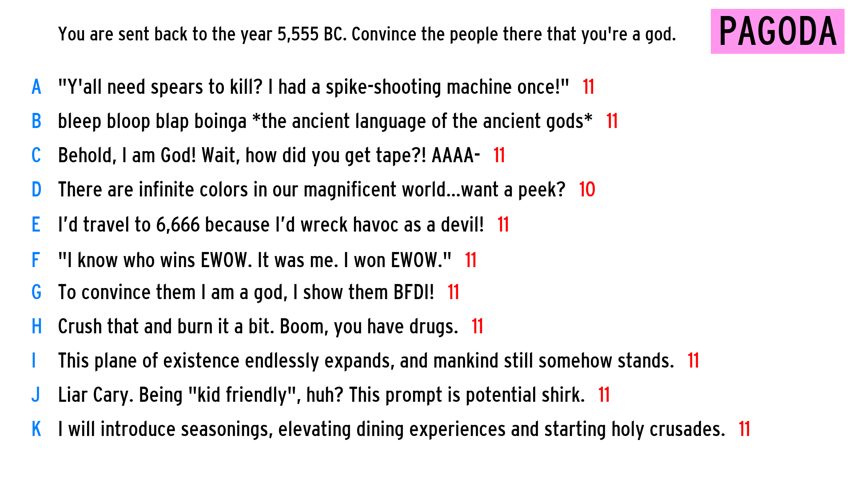 You are sent back to the year 5,555 BC. Convince the people there that you're a god. PAGODA
A "Y'all need spears to kill? I had a spike-shooting machine once!" 11
B bleep bloop blap boinga *the ancient language of the ancient gods* 11
C Behold, I am God! Wait, how did you get tape?! AAAA- 11
D There are infinite colors in our magnificent world...want a peek? 10
E I’d travel to 6,666 because I’d wreck havoc as a devil! 11
F "I know who wins EWOW. It was me. I won EWOW." 11
G To convince them I am a god, I show them BFDI! 11
H Crush that and burn it a bit. Boom, you have drugs. 11
I This plane of existence endlessly expands, and mankind still somehow stands. 11
J Liar Cary. Being "kid friendly", huh? This prompt is potential shirk. 11
K I will introduce seasonings, elevating dining experiences and starting holy crusades. 11